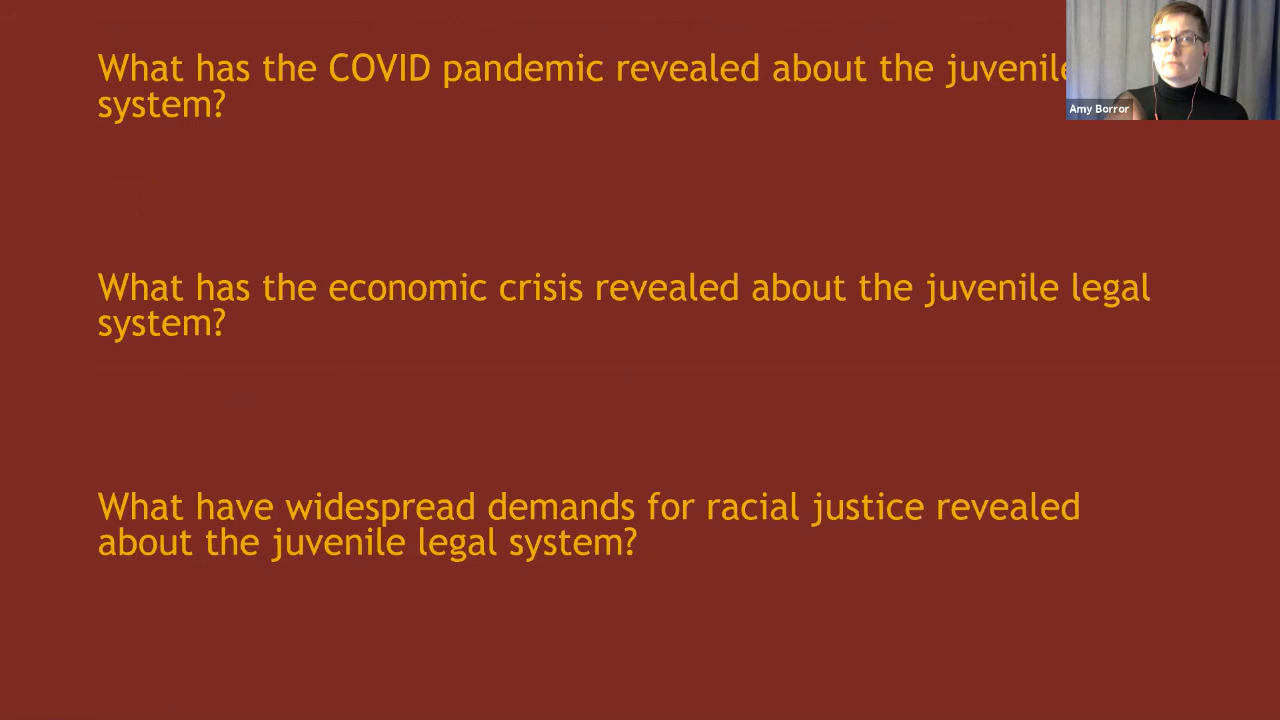 What has the COVID pandemic revealed about the juvenile
system?
Amy Borror
What has the economic crisis revealed about the juvenile legal
system?
What have widespread demands for racial justice revealed
about the juvenile legal system?